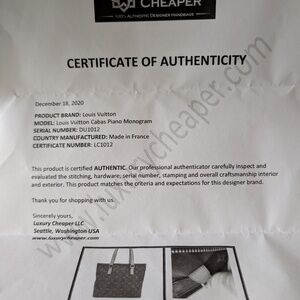 CHEAPER
100% AUTHENTIC DESIGNER HANDBAGS
CERTIFICATE OF AUTHENTICITY
December 18, 2020
PRODUCT BRAND: Louis Vuitton
MODEL: Louis Vuitton Cabas Piano Monogram
SERIAL NUMBER: DU1012
COUNTRY MANUFACTURED: Made in France
CERTIFICATE NUMBER: LC1012
This product is certified AUTHENTIC. Our professional authenticator carefully inspect and
evaluated the stitching, hardware, serial number, stamping and overall craftsmanship interior
and exterior. This product matches the criteria and expectations for this designer brand.
Thank you for shopping with us.
Sincerely yours,
Luxury Cheaper LLC
Seattle, Washington USA
www.luxurycheaper.com
www.luxurycheaper.com